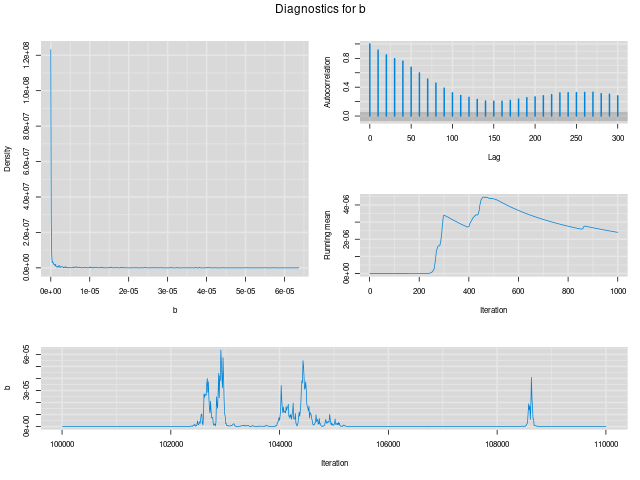 Diagnostics for b
Density
0.0e+00 2.0e+07 4.0e+07 6.0e+07 8.0e+07 1.0e+08 1.2e+08
0e+00 1e-05 2e-05 3e-05 4e-05 5e-05 6e-05
b
Autocorrelation
0.0 0.4 0.8
0 50 100 150 200 250 300
Lag
Running mean
0e+00 2e-06 4e-06
0 200 400 600 800 1000
Iteration
b
0e+00 3e-05 6e-05
100000 102000 104000 106000 108000 110000
Iteration